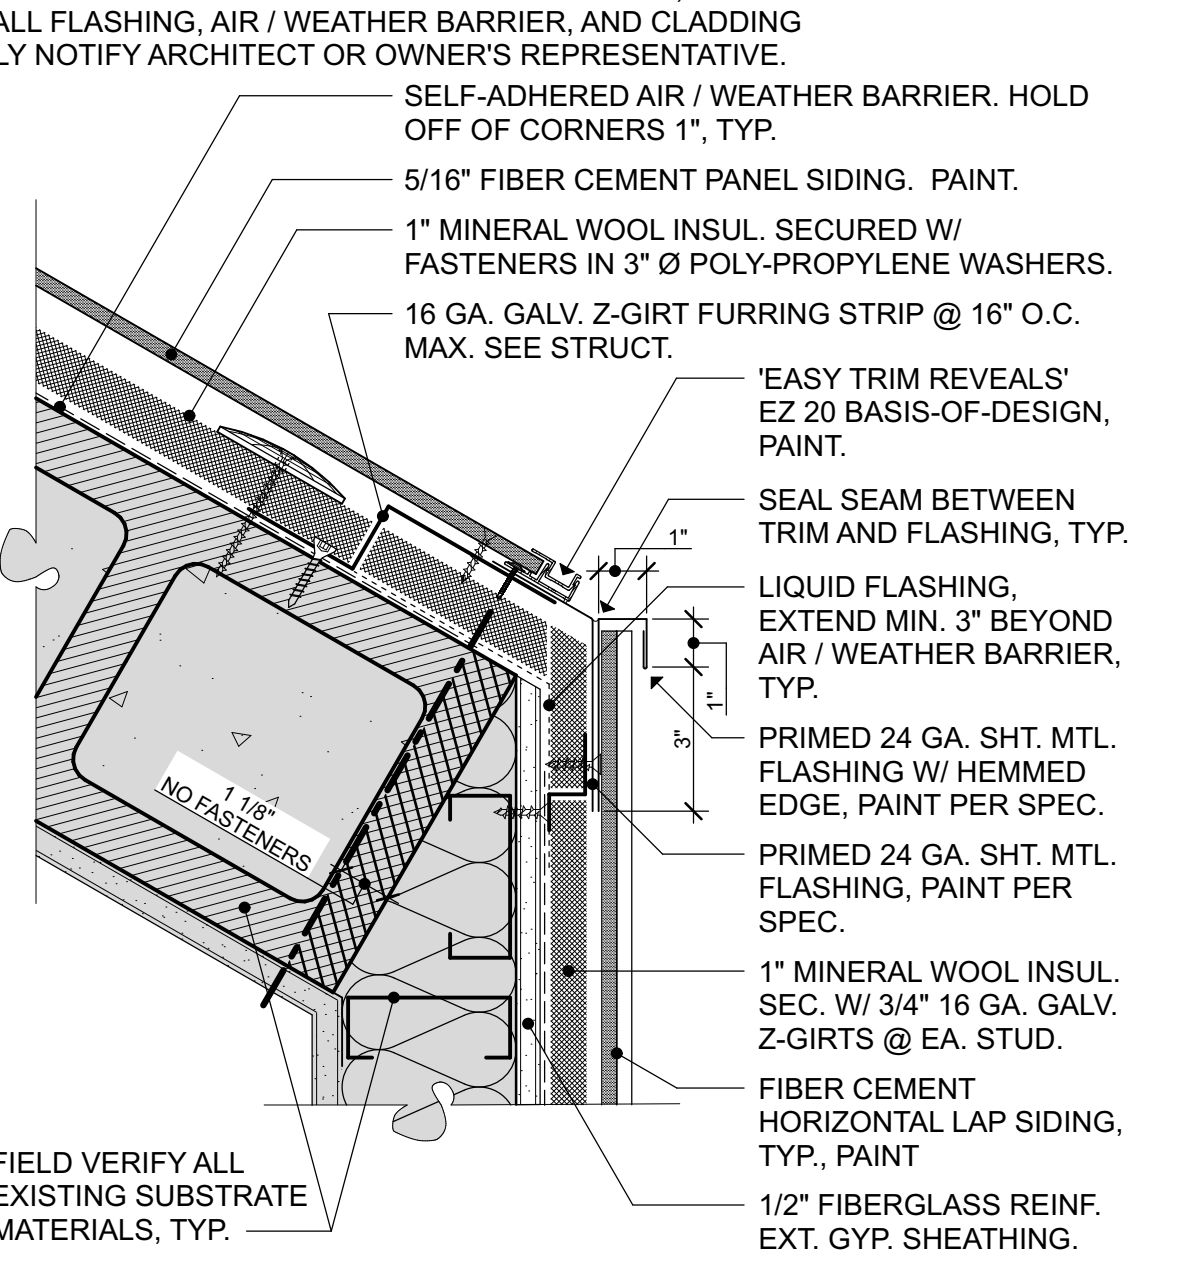 ALL FLASHING, AIR / WEATHER BARRIER, AND CLADDING
LY NOTIFY ARCHITECT OR OWNER'S REPRESENTATIVE.
SELF-ADHERED AIR / WEATHER BARRIER. HOLD
OFF OF CORNERS 1", TYP.
5/16" FIBER CEMENT PANEL SIDING. PAINT.
1" MINERAL WOOL INSUL. SECURED W/
FASTENERS IN 3" Ø POLY-PROPYLENE WASHERS.
16 GA. GALV. Z-GIRT FURRING STRIP @ 16" O.C.
MAX. SEE STRUCT.
'EASY TRIM REVEALS'
EZ 20 BASIS-OF-DESIGN,
PAINT.
SEAL SEAM BETWEEN
TRIM AND FLASHING, TYP.
1"
LIQUID FLASHING,
EXTEND MIN. 3" BEYOND
AIR / WEATHER BARRIER,
TYP.
1"
3"
PRIMED 24 GA. SHT. MTL.
FLASHING W/ HEMMED
EDGE, PAINT PER SPEC.
1 1/8"
NO FASTENERS
PRIMED 24 GA. SHT. MTL.
FLASHING, PAINT PER
SPEC.
1" MINERAL WOOL INSUL.
SEC. W/ 3/4" 16 GA. GALV.
Z-GIRTS @ EA. STUD.
FIBER CEMENT
HORIZONTAL LAP SIDING,
TYP., PAINT
1/2" FIBERGLASS REINF.
EXT. GYP. SHEATHING.
FIELD VERIFY ALL
EXISTING SUBSTRATE
MATERIALS, TYP.